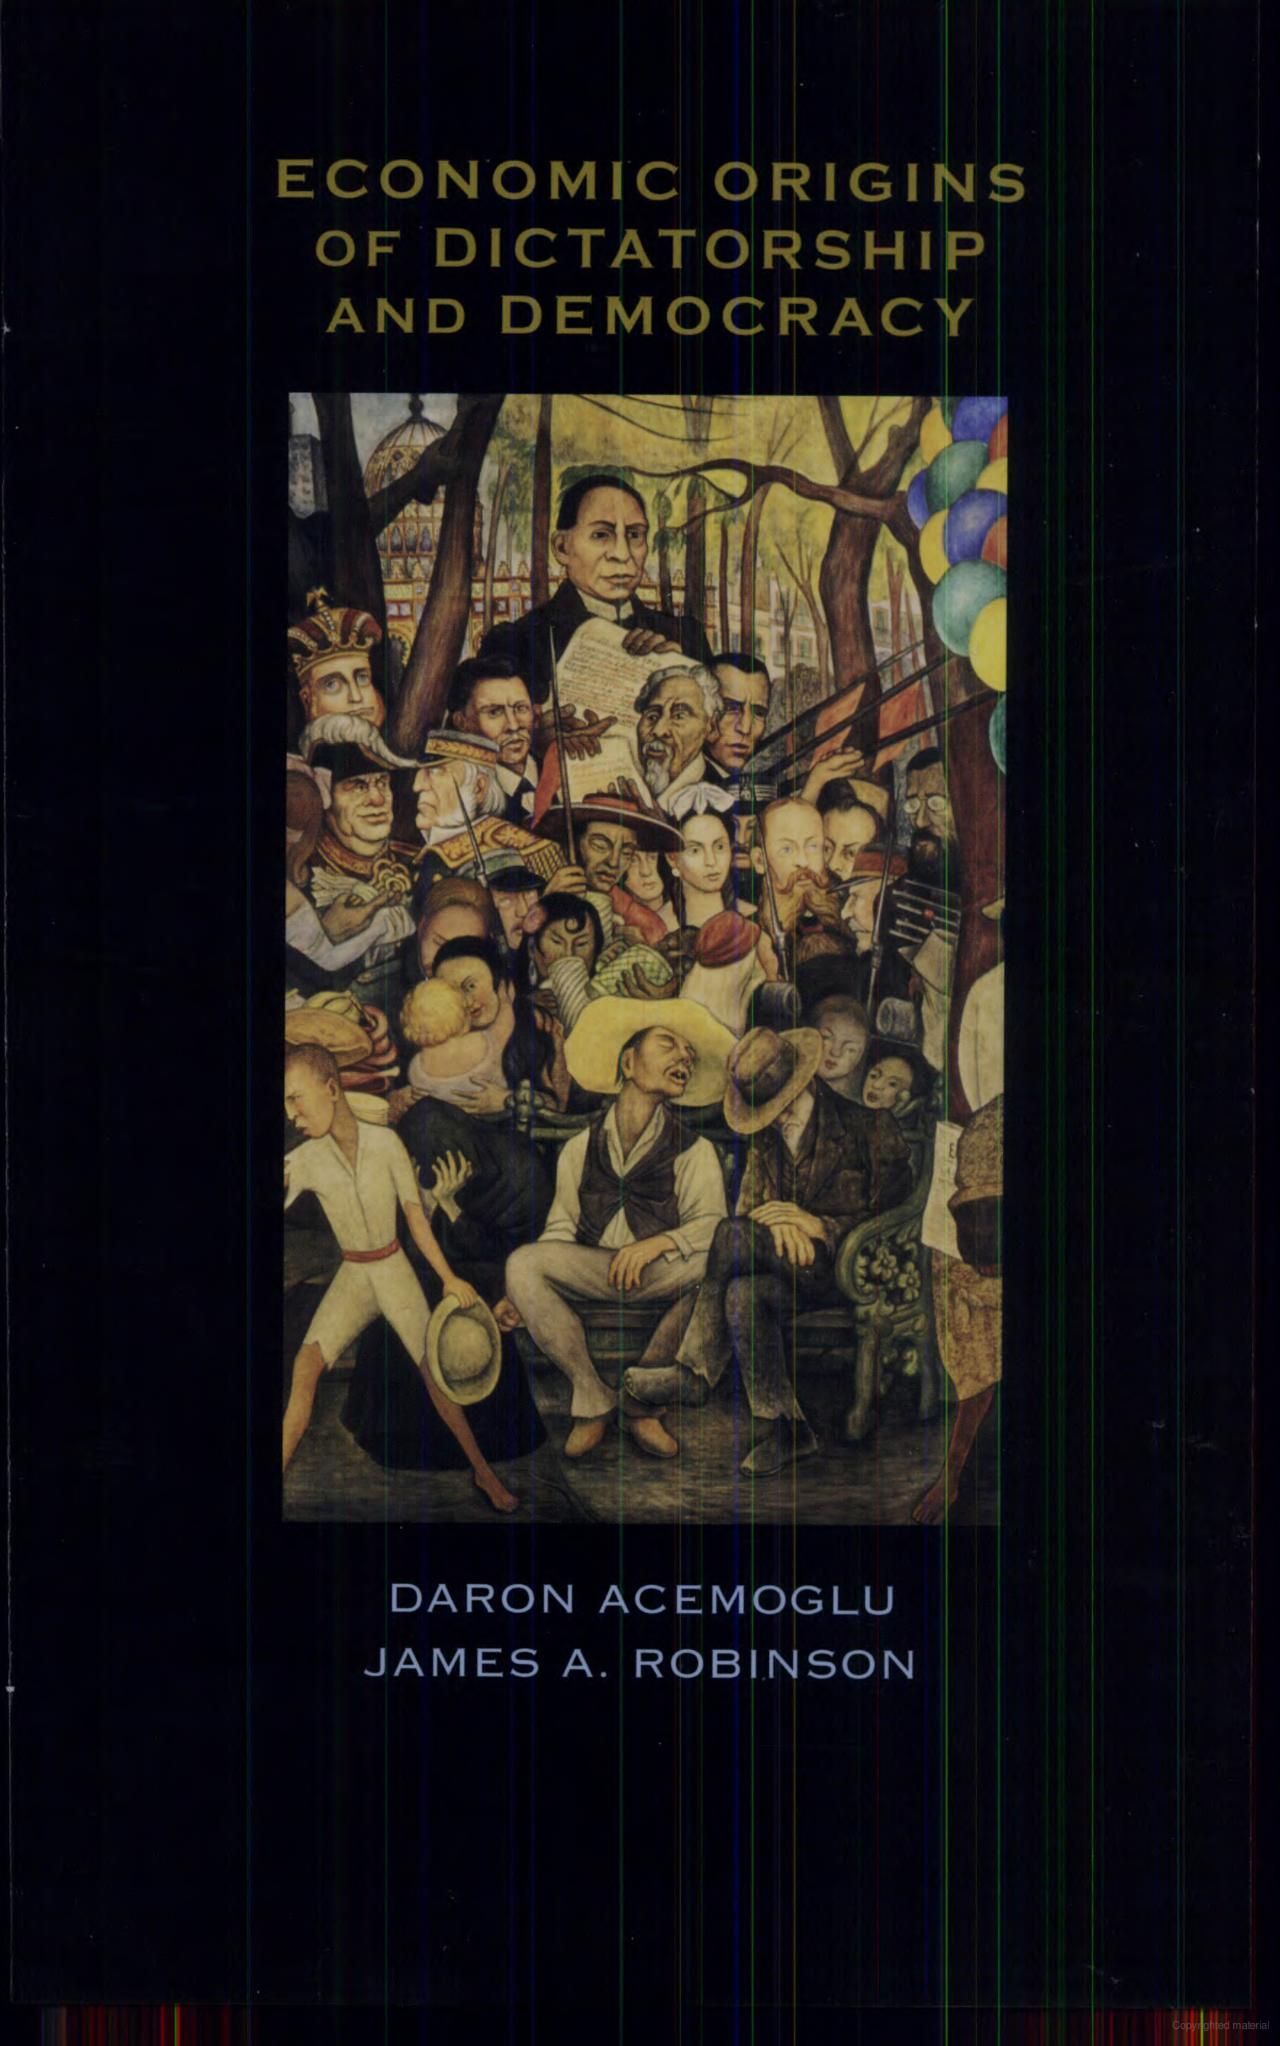 ECONOMIC ORIGINS
OF DICTATORSHIP
AND DEMOCRACY
DARON ACEMOGLU
JAMES A. ROBINSON
Copyrighted material